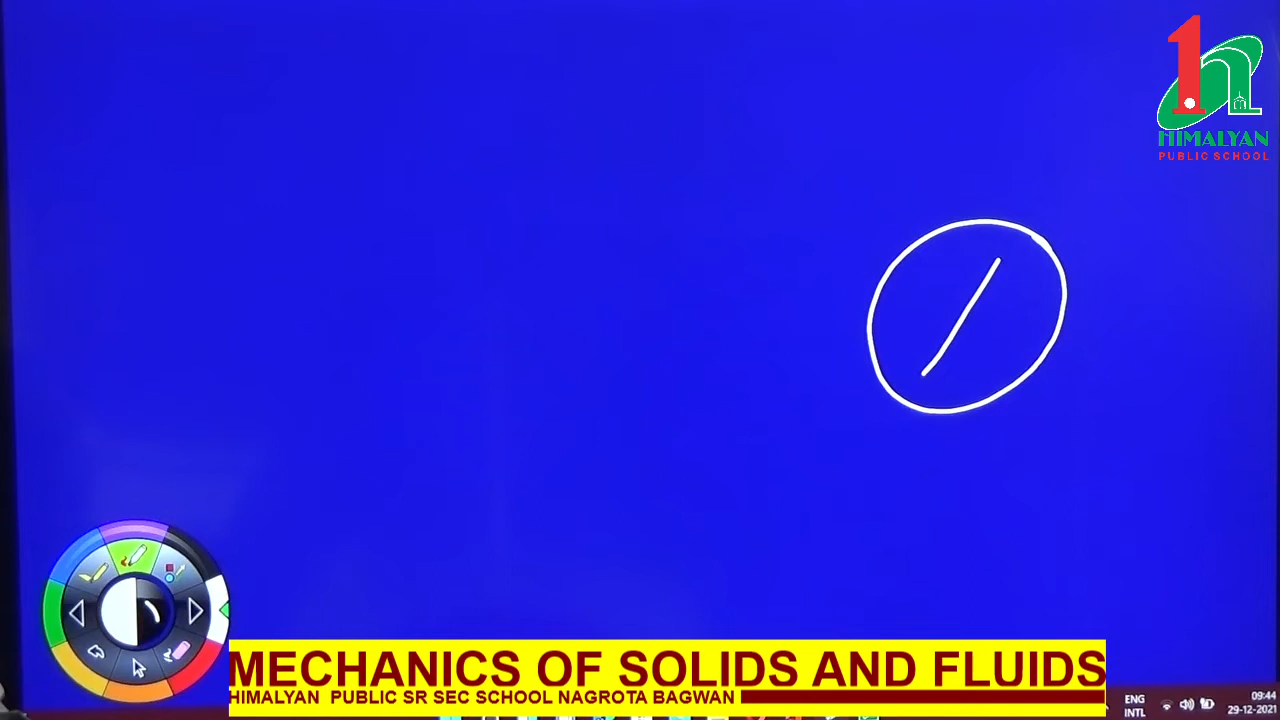 HIMALYAN
PUBLIC SCHOOL
MECHANICS OF SOLIDS AND FLUIDS
HIMALYAN PUBLIC SR SEC SCHOOL NAGROTA BAGWAN
ENG
INTL
09:44
29-12-2021